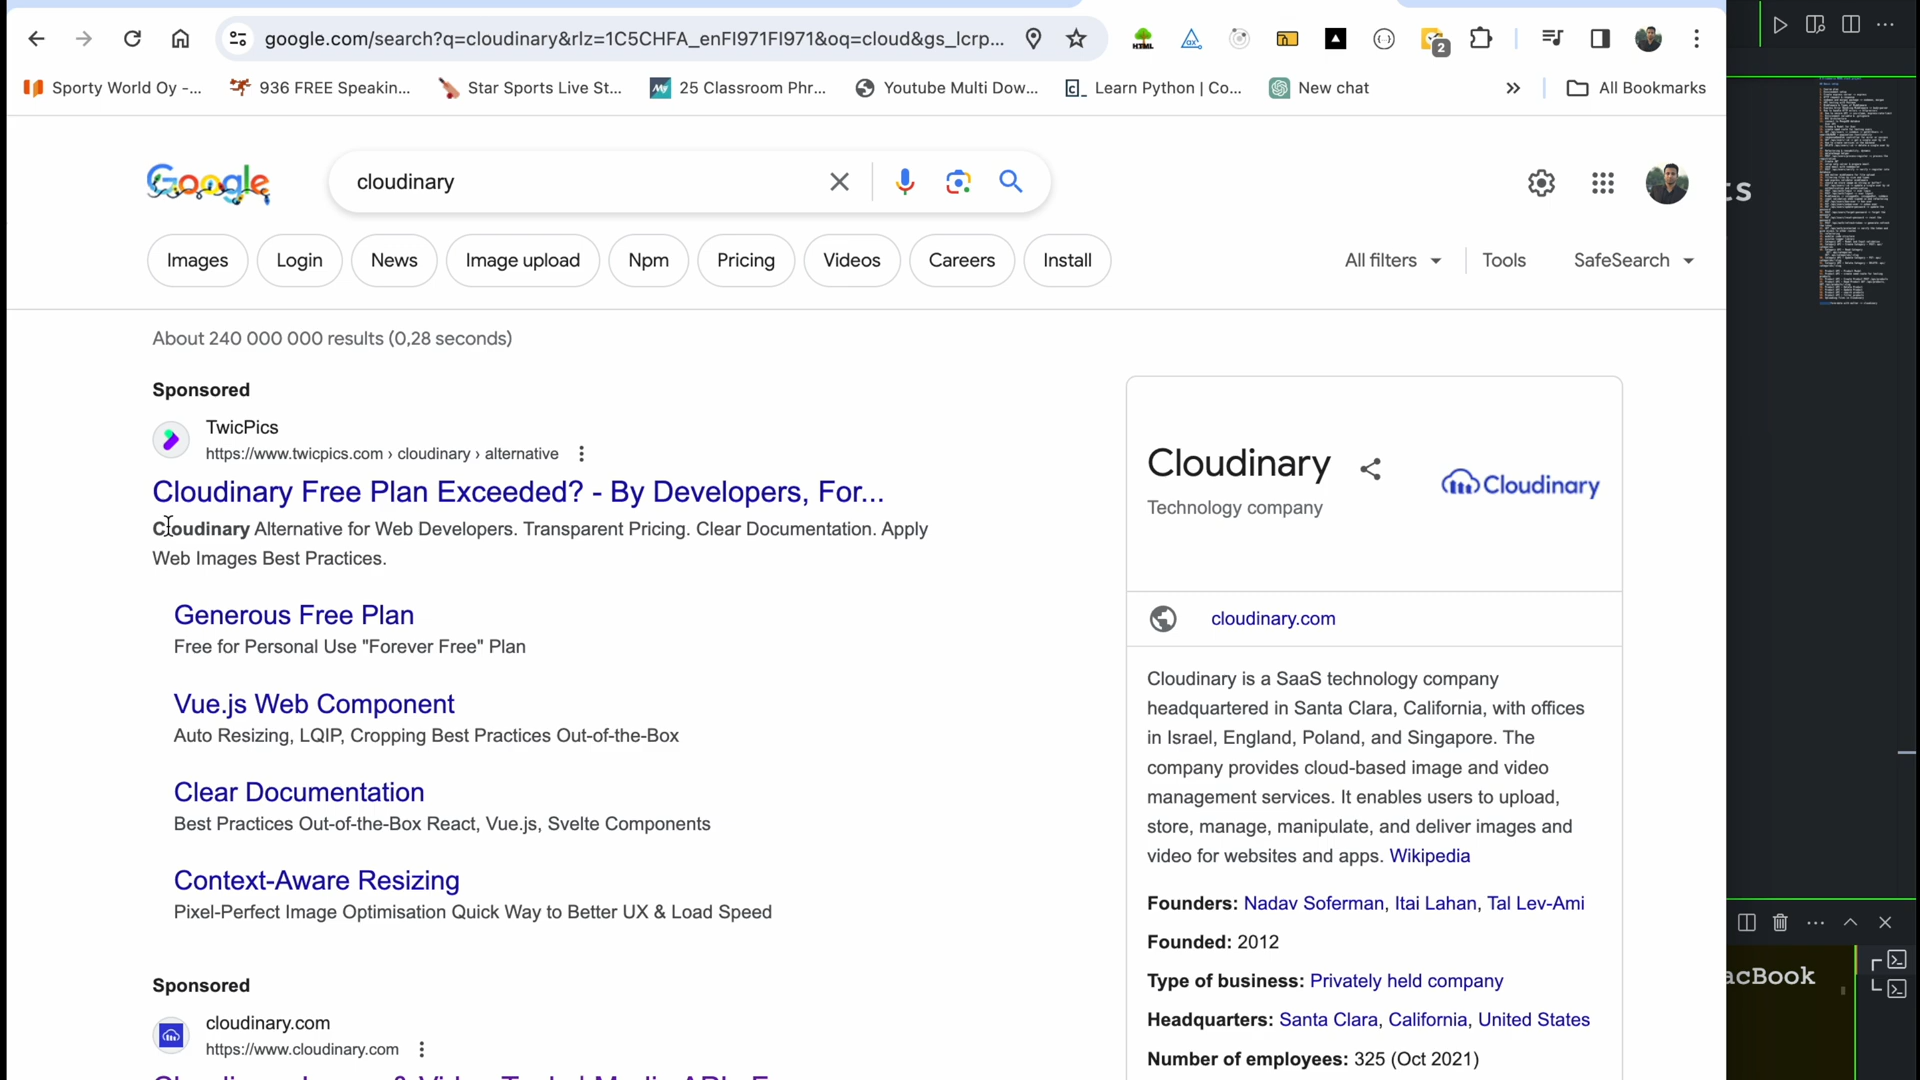 google.com/search?q=cloudinary&rlz=1C5CHFA_enFI971FI971&oq=cloud&gs_lcrp...
2
Sporty World Oy -...
936 FREE Speakin...
Star Sports Live St...
25 Classroom Phr...
Youtube Multi Dow...
Learn Python | Co...
New chat
All Bookmarks
Google
cloudinary
ts
Images
Login
News
Image upload
Npm
Pricing
Videos
Careers
Install
All filters
Tools
SafeSearch
About 240 000 000 results (0,28 seconds)
Sponsored
TwicPics
https://www.twicpics.com › cloudinary › alternative
Cloudinary Free Plan Exceeded? - By Developers, For...
Cloudinary Alternative for Web Developers. Transparent Pricing. Clear Documentation. Apply
Web Images Best Practices.
Generous Free Plan
Free for Personal Use "Forever Free" Plan
Vue.js Web Component
Auto Resizing, LQIP, Cropping Best Practices Out-of-the-Box
Clear Documentation
Best Practices Out-of-the-Box React, Vue.js, Svelte Components
Context-Aware Resizing
Pixel-Perfect Image Optimisation Quick Way to Better UX & Load Speed
Sponsored
cloudinary.com
https://www.cloudinary.com
Cloudinary
Technology company
Cloudinary
cloudinary.com
Cloudinary is a SaaS technology company
headquartered in Santa Clara, California, with offices
in Israel, England, Poland, and Singapore. The
company provides cloud-based image and video
management services. It enables users to upload,
store, manage, manipulate, and deliver images and
video for websites and apps. Wikipedia
Founders: Nadav Soferman, Itai Lahan, Tal Lev-Ami
Founded: 2012
Type of business: Privately held company
Headquarters: Santa Clara, California, United States
Number of employees: 325 (Oct 2021)
acBook